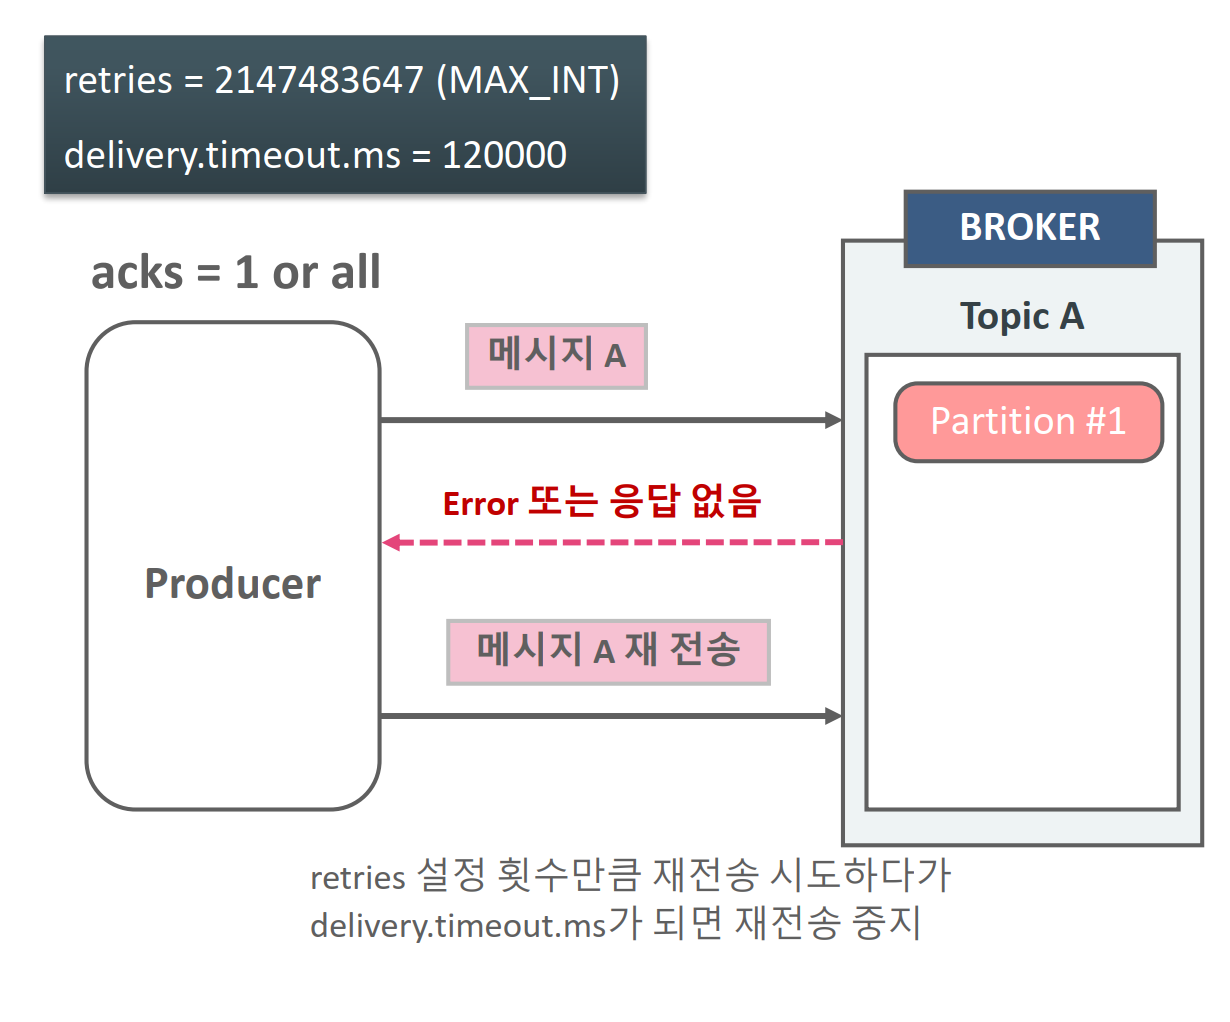 retries = 2147483647 (MAX_INT)
delivery.timeout.ms = 120000
BROKER
acks = 1 or all
Topic A
메시지 A
Partition #1
Error 또는 응답 없음
Producer
메시지 A 재 전송
retries 설정 횟수만큼 재전송 시도하다가
delivery.timeout.ms가 되면 재전송 중지